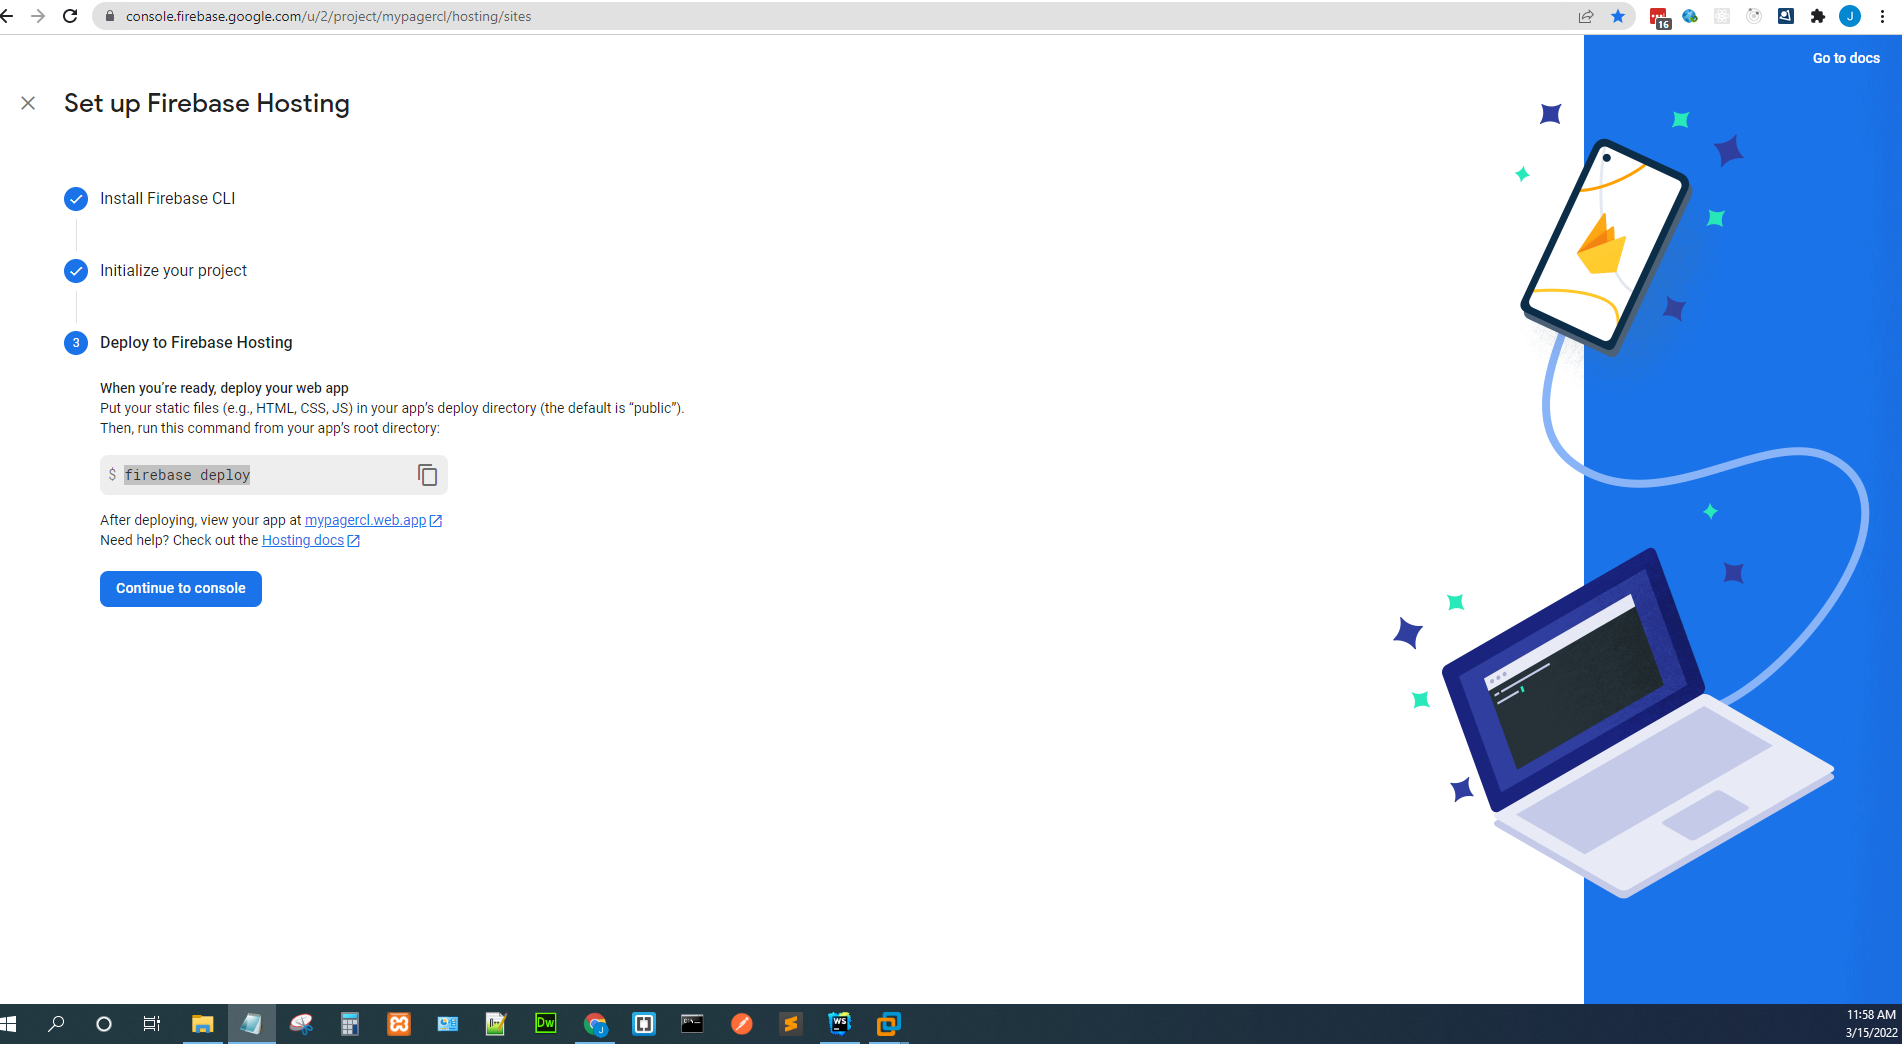 console.firebase.google.com/u/2/project/mypagercl/hosting/sites
16
J
Go to docs
Set up Firebase Hosting
Install Firebase CLI
Initialize your project
3
Deploy to Firebase Hosting
When you're ready, deploy your web app
Put your static files (e.g., HTML, CSS, JS) in your app's deploy directory (the default is “public”).
Then, run this command from your app's root directory:
$ firebase deploy
After deploying, view your app at mypagercl.web.app
Need help? Check out the Hosting docs
Continue to console
Dw
J
WS
11:58 AM
3/15/2022